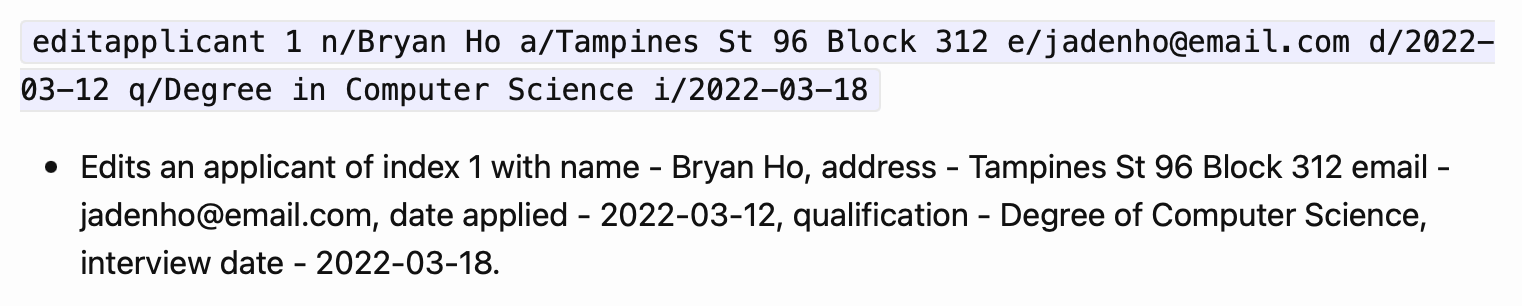 editapplicant 1 n/Bryan Ho a/Tampines St 96 Block 312 e/jadenho@email.com d/2022-
03-12 q/Degree in Computer Science i/2022-03-18
• Edits an applicant of index 1 with name - Bryan Ho, address - Tampines St 96 Block 312 email -
jadenho@email.com, date applied - 2022-03-12, qualification - Degree of Computer Science,
interview date - 2022-03-18.